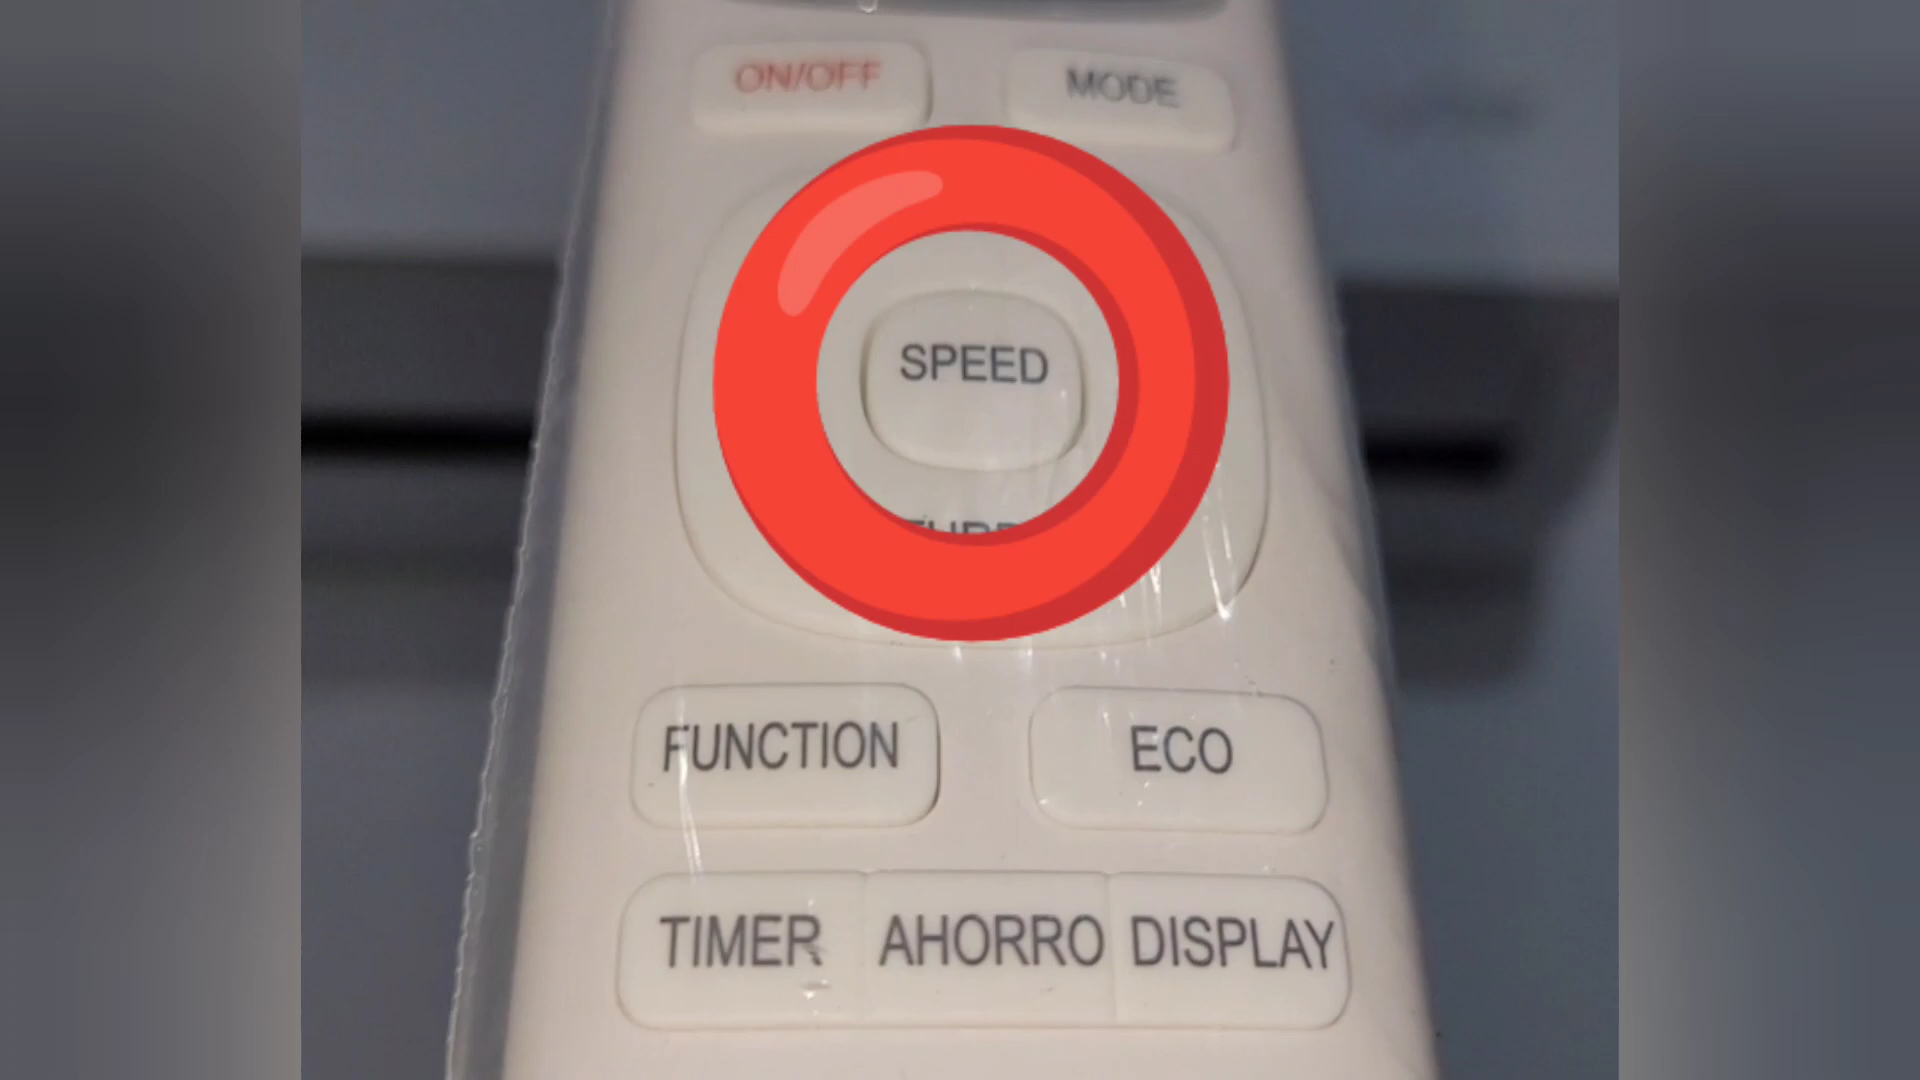 ON/OFF
MODE
SPEED
FUNCTION
ECO
TIMER
AHORRO
DISPLAY